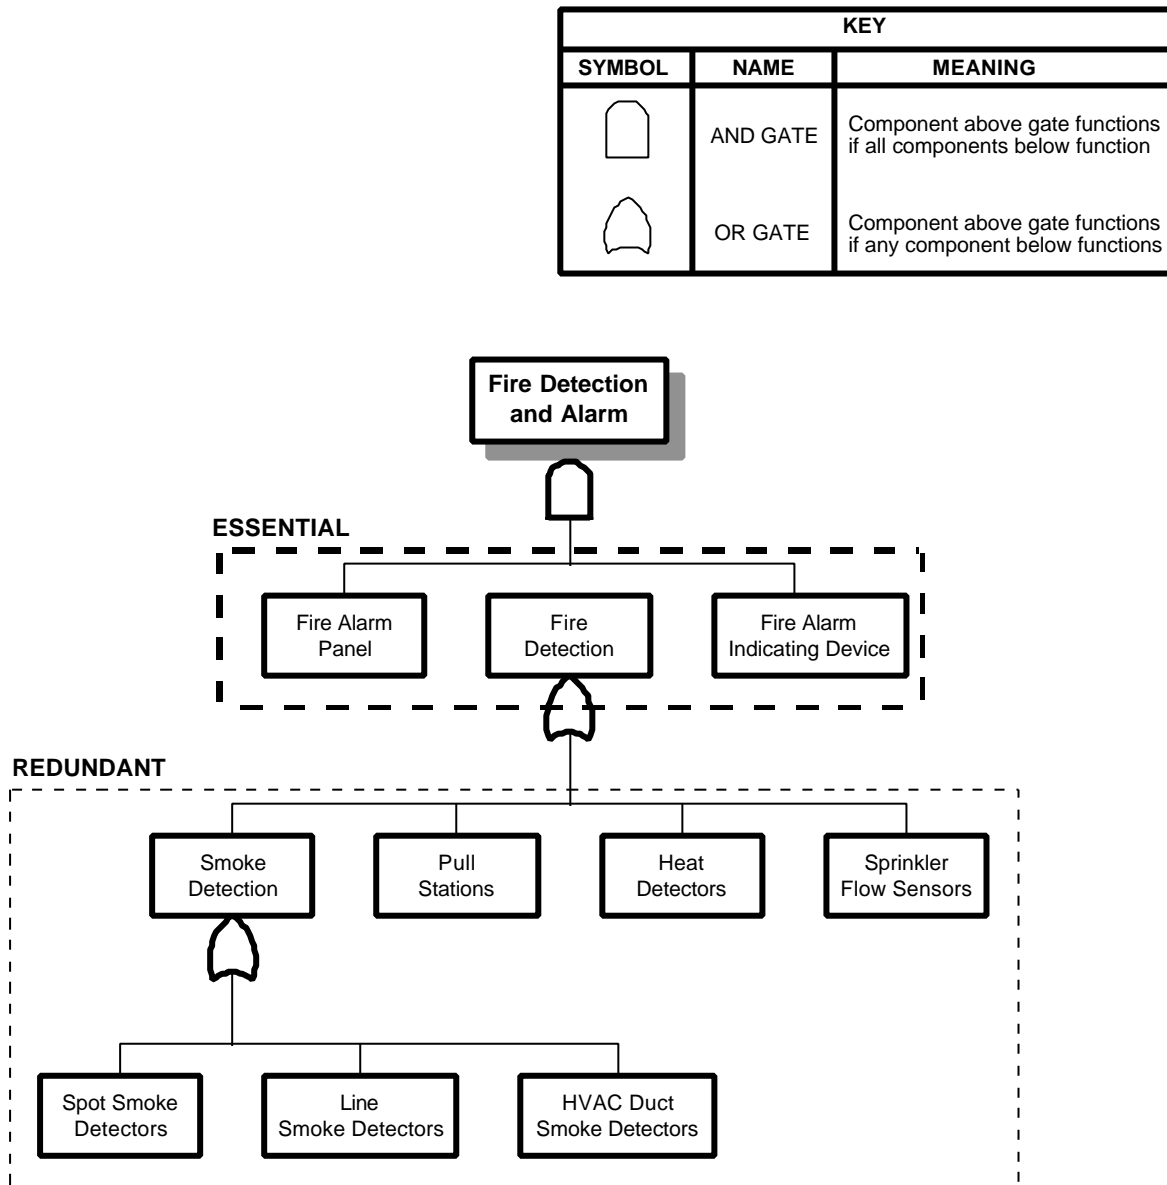 KEY
SYMBOL NAME MEANING
AND GATE
Component above gate functions
if all components below function
OR GATE
Component above gate functions
if any component below functions
Fire Detection
and Alarm
ESSENTIAL
Fire Alarm
Panel
Fire
Detection
Fire Alarm
Indicating Device
REDUNDANT
Smoke
Detection
Pull
Stations
Heat
Detectors
Sprinkler
Flow Sensors
Spot Smoke
Detectors
Line
Smoke Detectors
HVAC Duct
Smoke Detectors